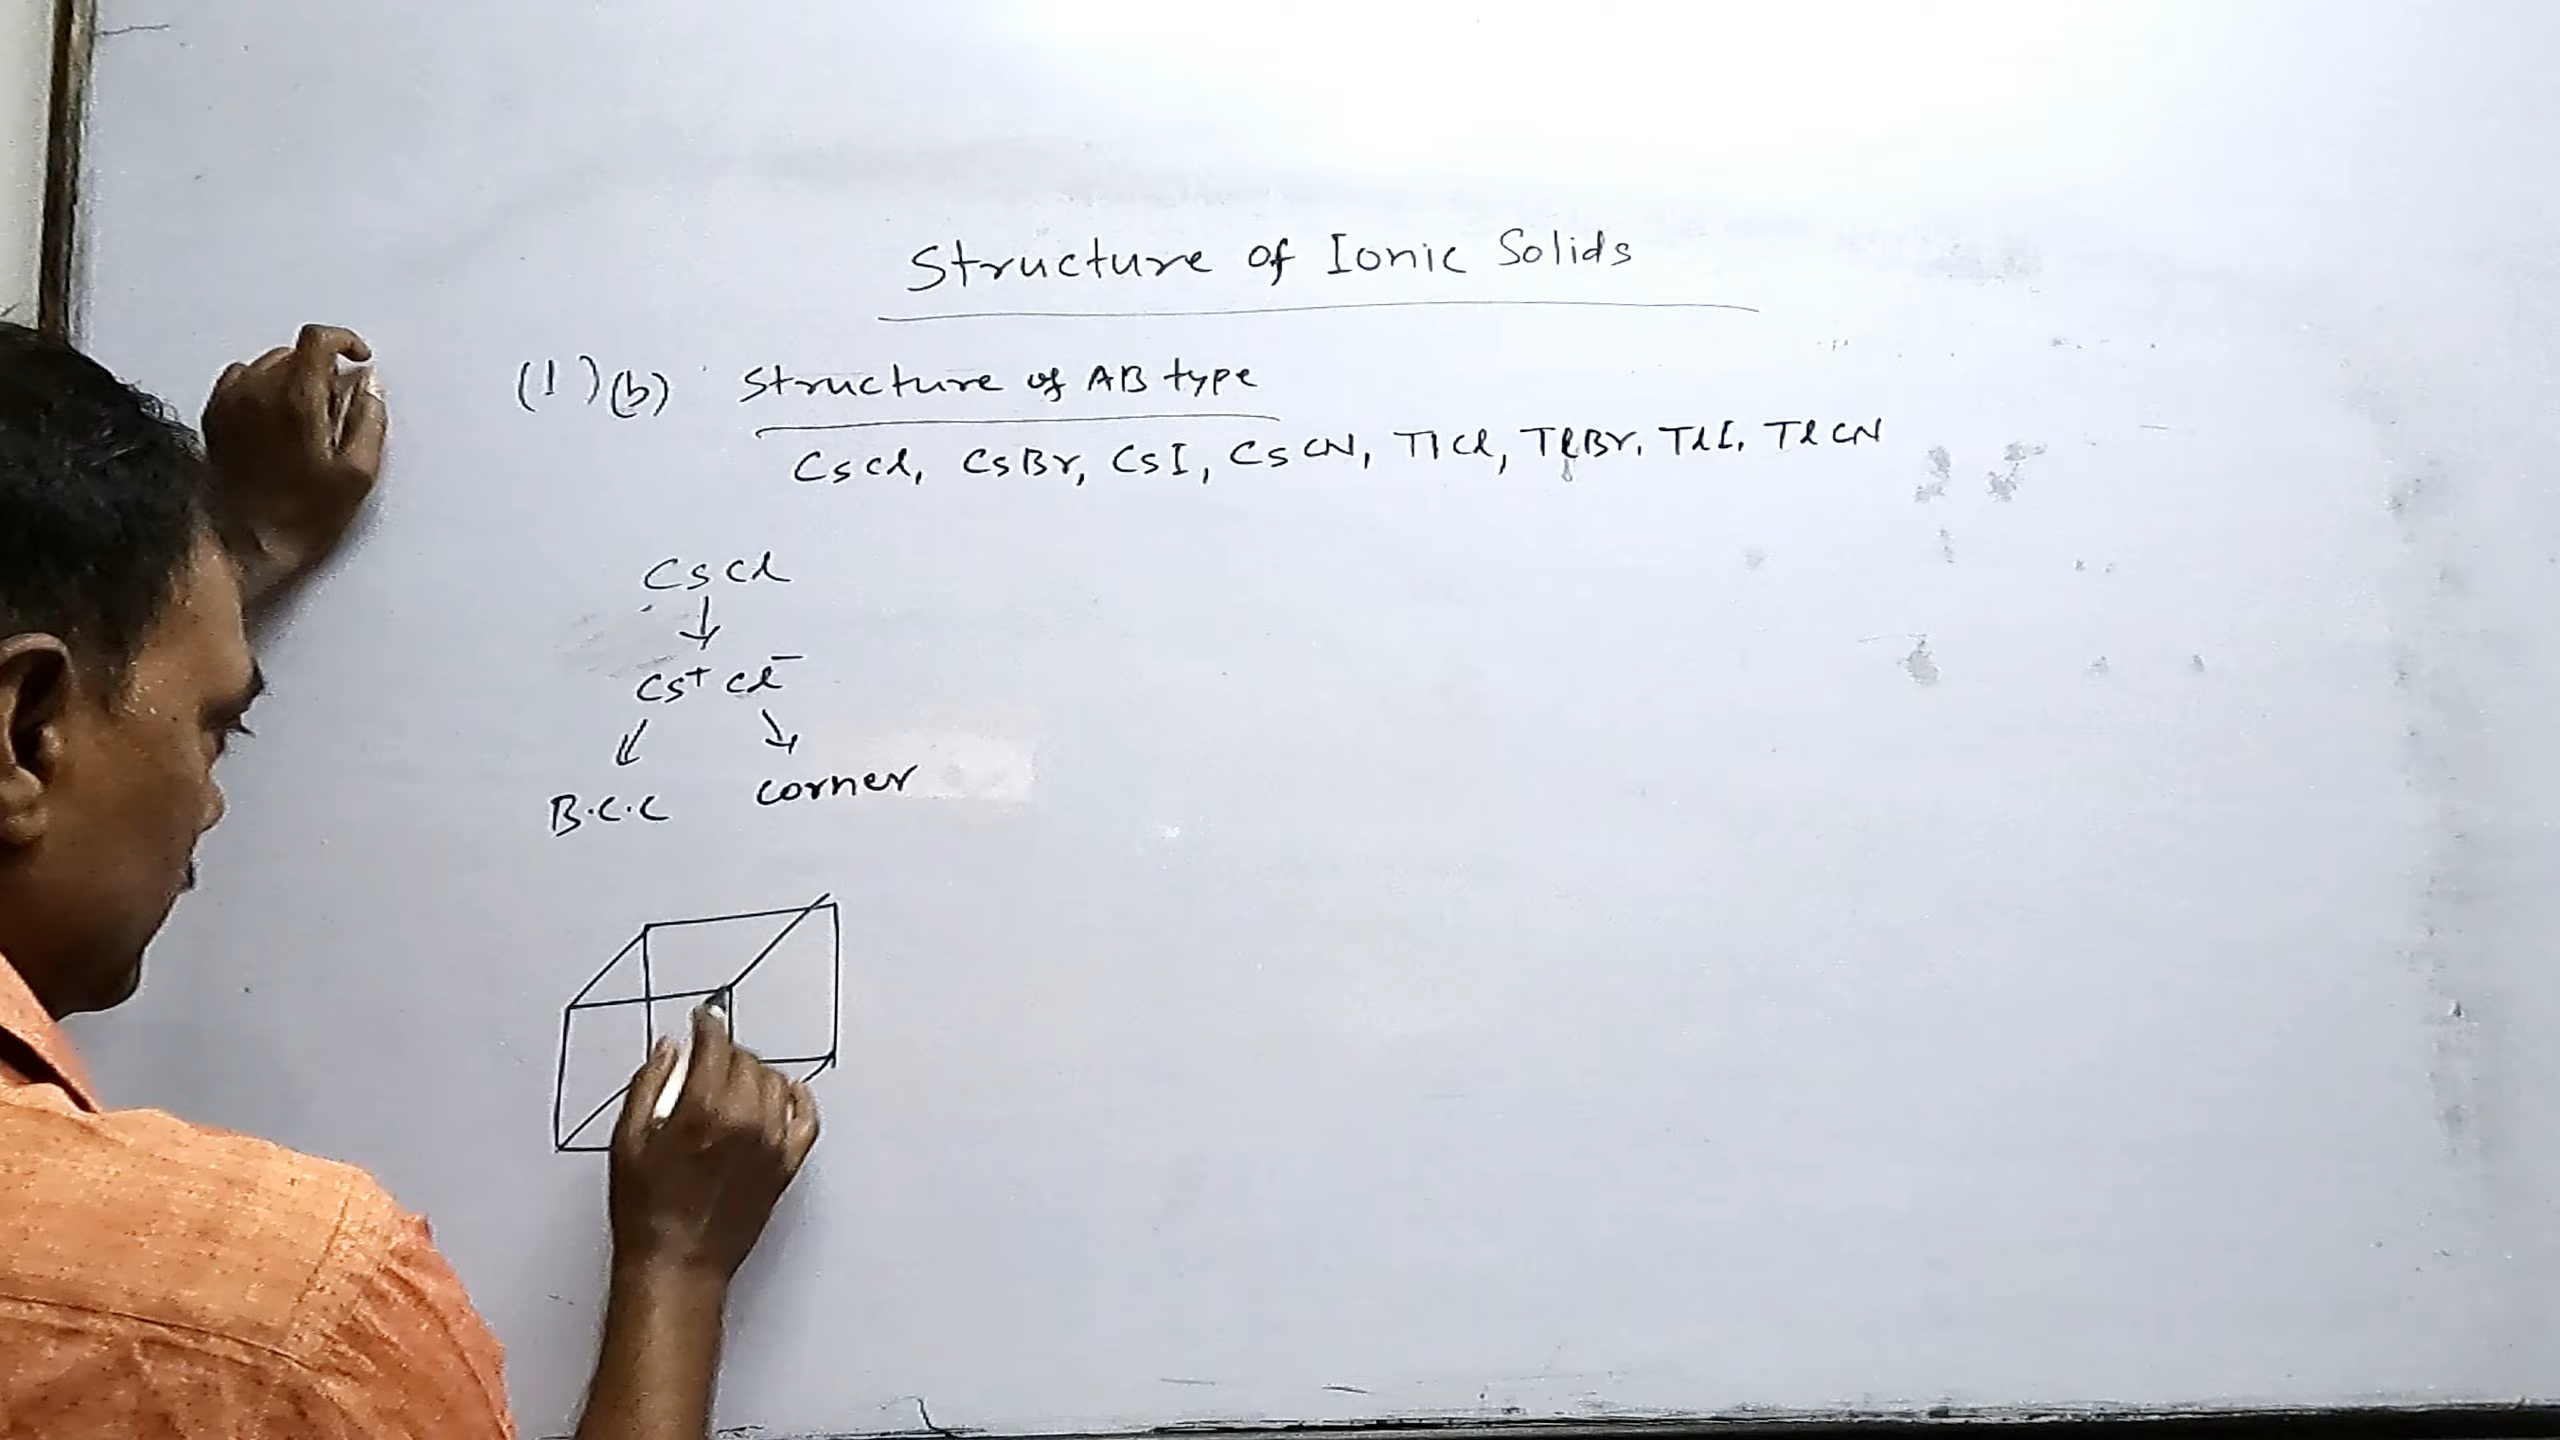 Structure of Ionic Solids
(1) (b) Structure of AB type
CsCl, CsBr, CsI, CsCN, TlCl, TlBr, TlI, TlCN
CsCl
↓
Cs⁺ Cl⁻
↙ ↘
B.C.C corner